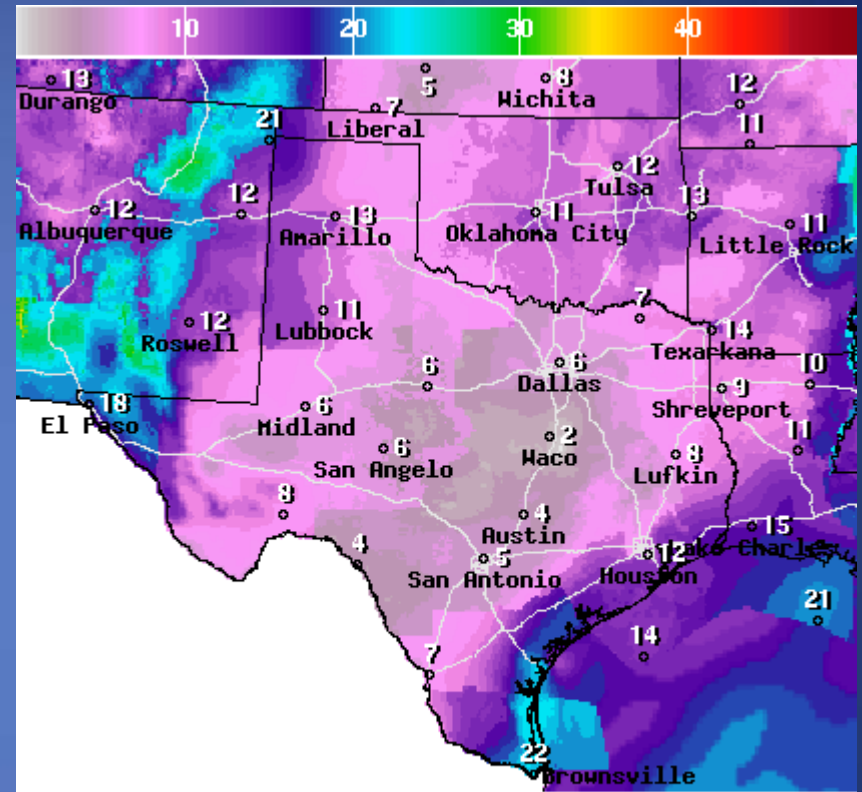 10 20 30 40
13
Durango
5
8
Wichita
12
7
Liberal
21
11
12
Tulsa
12
Albuquerque
12
13
Amarillo
11
Oklahoma City
13
11
Little Rock
12
Roswell
11
Lubbock
7
14
Texarkana
6
6
Dallas
9
Shreveport
10
18
El Paso
6
Midland
6
San Angelo
2
Waco
8
Lufkin
11
8
4
Austin
15
Lake Charles
4
5
San Antonio
12
Houston
21
14
7
22
Brownsville